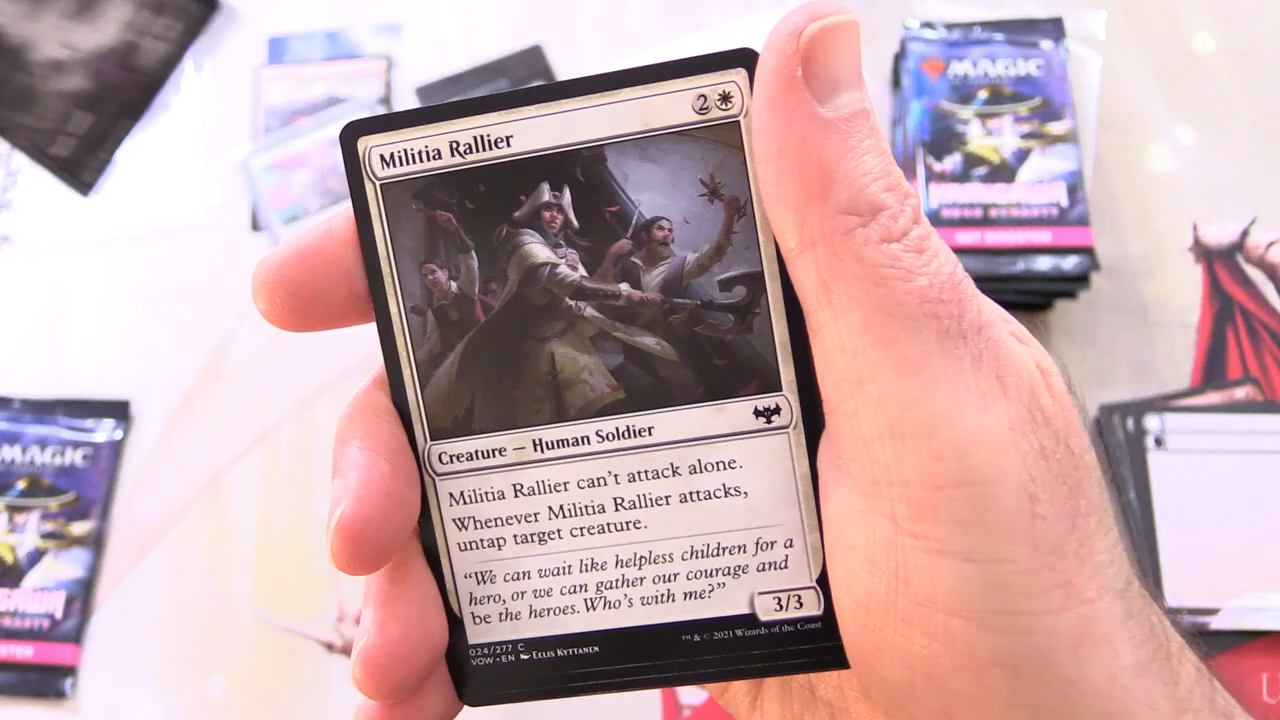 Militia Rallier
2
Creature — Human Soldier
Militia Rallier can't attack alone.
Whenever Militia Rallier attacks,
untap target creature.
"We can wait like helpless children for a
hero, or we can gather our courage and
be the heroes. Who's with me?"
3/3
024/277 C
VOW • EN EELIS KYTTANEN
™ & © 2021 Wizards of the Coast
MAGIC
SET BOOSTER
MAGIC